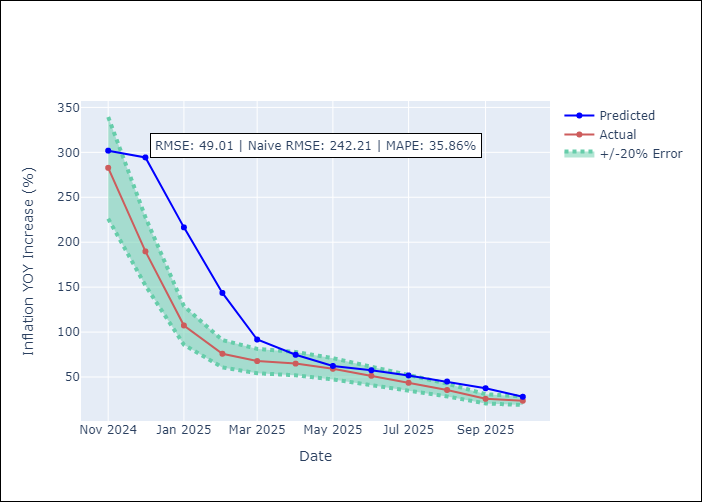 RMSE: 49.01 | Naive RMSE: 242.21 | MAPE: 35.86%
Predicted
Actual
+/-20% Error
Inflation YOY Increase (%)
350
300
250
200
150
100
50
Nov 2024
Jan 2025
Mar 2025
May 2025
Jul 2025
Sep 2025
Date